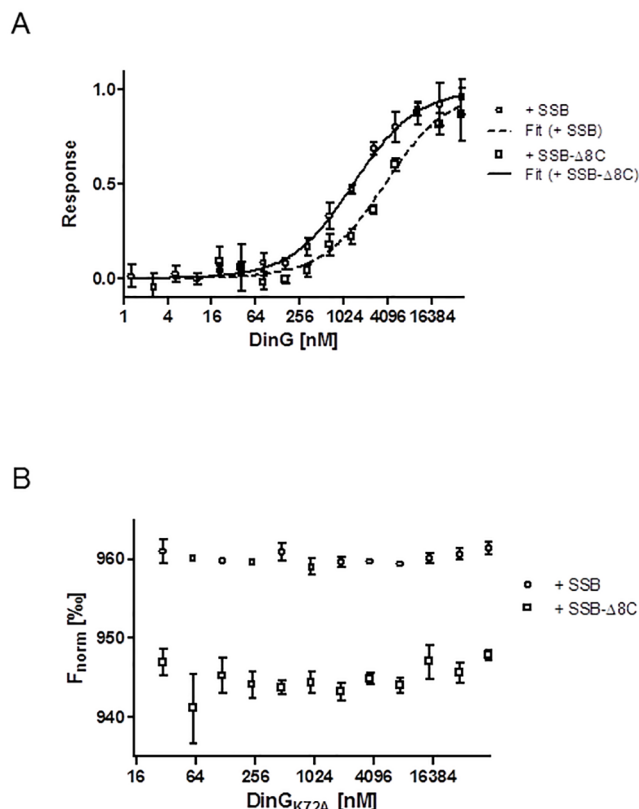 A
1.0
0.5
0.0
Response
1
4
16
64
256
1024
4096
16384
DinG [nM]
+ SSB
Fit (+ SSB)
+ SSB-Δ8C
Fit (+ SSB-Δ8C)
B
960
950
940
Fnorm [‰]
16
64
256
1024
4096
16384
DinGK72A [nM]
+ SSB
+ SSB-Δ8C